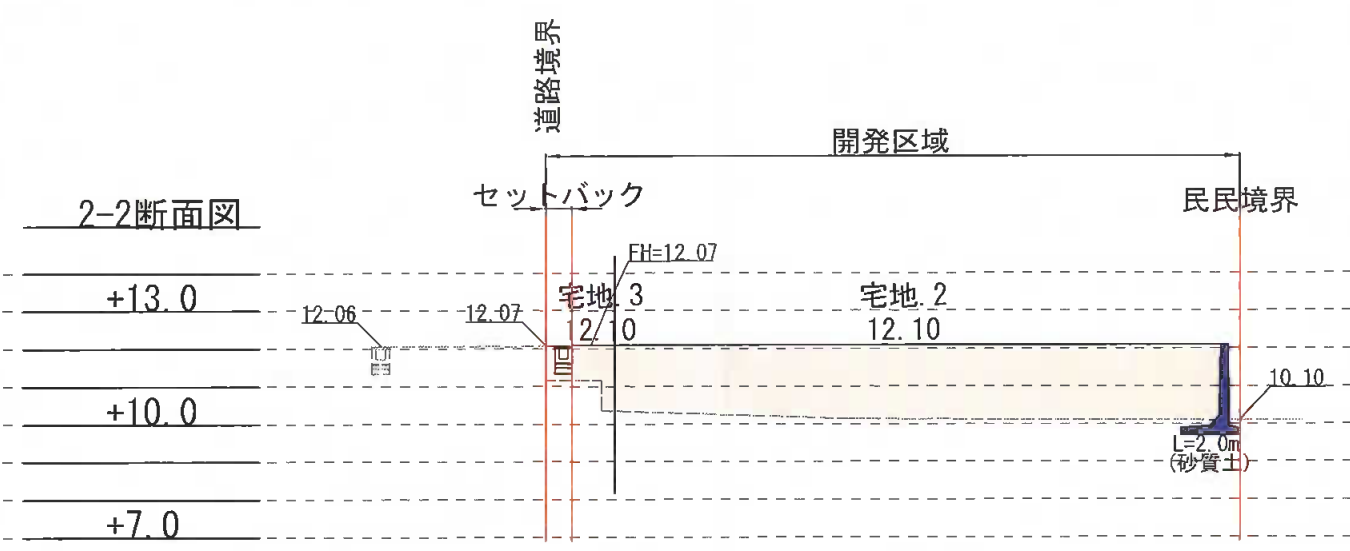 道路境界
開発区域
セットバック
民民境界
2-2断面図
FH=12.07
+13.0
宅地.3
宅地.2
12.06
12.07
12.10
12.10
10.10
+10.0
L=2.0m
(砂質土)
+7.0